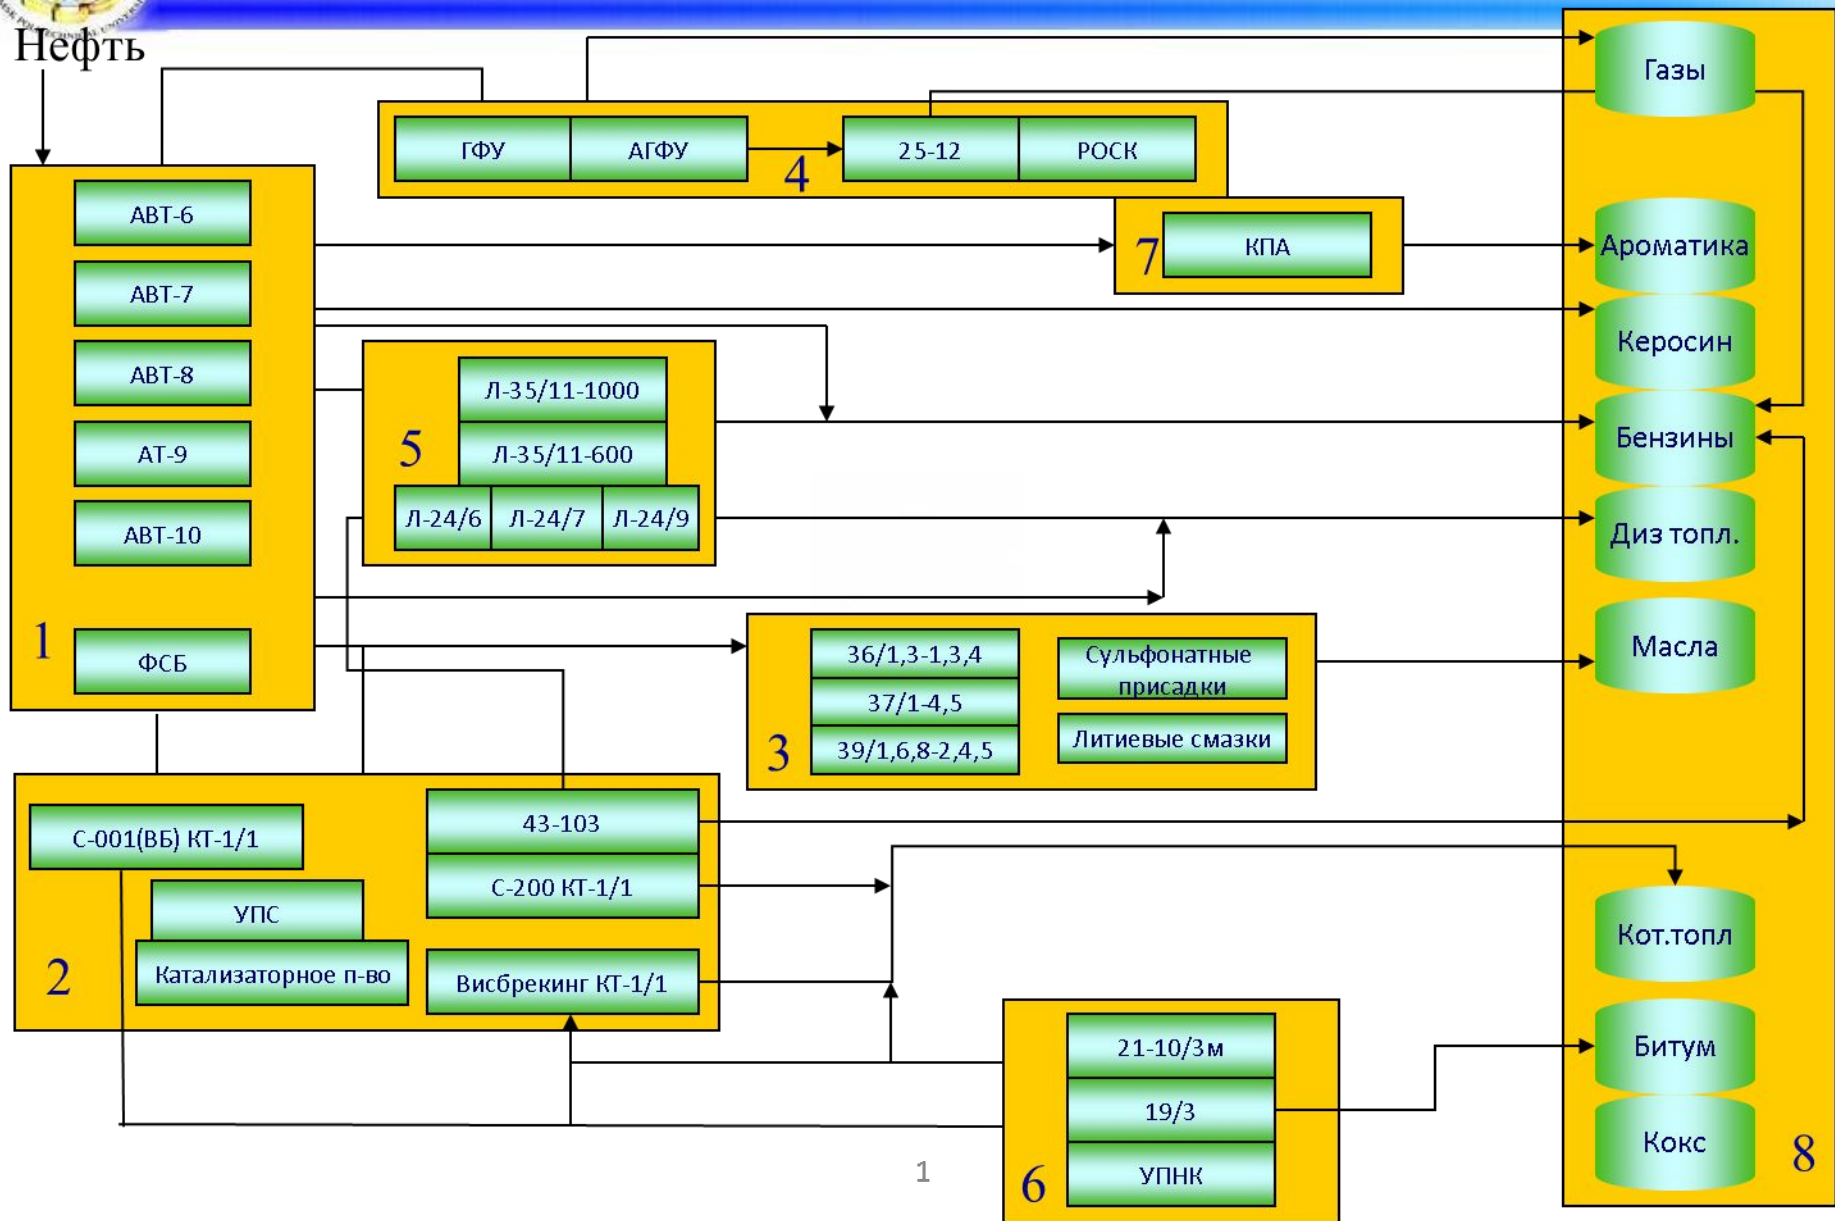 Нефть
Газы
ГФУ
АГФУ
25-12
РОСК
4
АВТ-6
АВТ-7
АВТ-8
АТ-9
АВТ-10
ФСБ
1
7
КПА
Ароматика
Керосин
Бензины
Диз топл.
Масла
Л-35/11-1000
Л-35/11-600
Л-24/6
Л-24/7
Л-24/9
5
36/1,3-1,3,4
37/1-4,5
39/1,6,8-2,4,5
Сульфонатные
присадки
Литиевые смазки
3
С-001(ВБ) КТ-1/1
УПС
Катализаторное п-во
43-103
С-200 КТ-1/1
Висбрекинг КТ-1/1
2
21-10/3м
19/3
УПНК
6
Кот.топл
Битум
Кокс
8
1